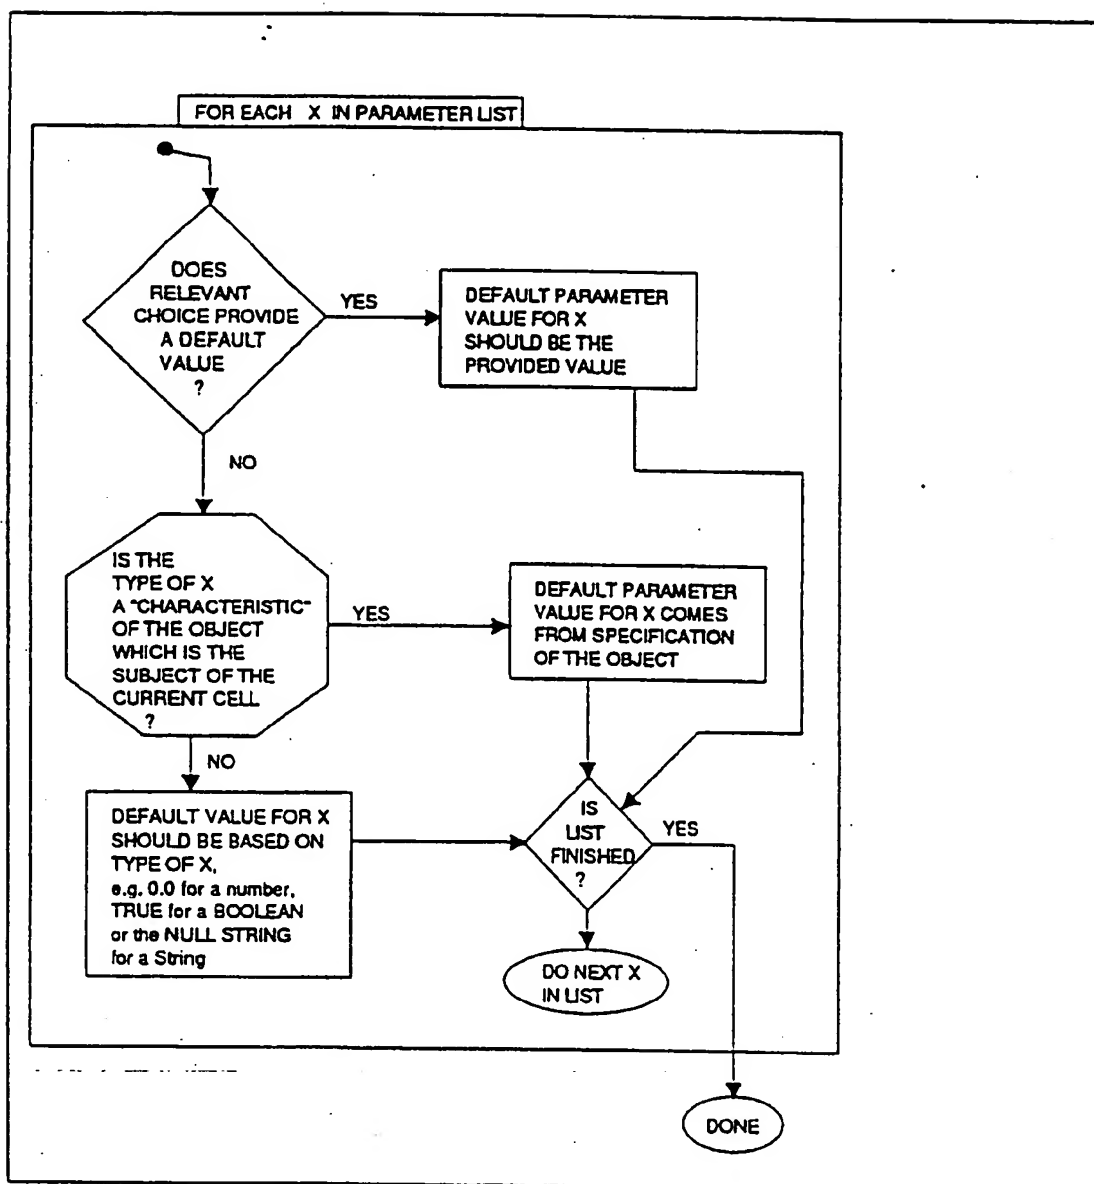 FOR EACH X IN PARAMETER LIST
DOES
RELEVANT
CHOICE PROVIDE
A DEFAULT
VALUE
?
YES
DEFAULT PARAMETER
VALUE FOR X
SHOULD BE THE
PROVIDED VALUE
NO
IS THE
TYPE OF X
A "CHARACTERISTIC"
OF THE OBJECT
WHICH IS THE
SUBJECT OF THE
CURRENT CELL
?
YES
DEFAULT PARAMETER
VALUE FOR X COMES
FROM SPECIFICATION
OF THE OBJECT
NO
DEFAULT VALUE FOR X
SHOULD BE BASED ON
TYPE OF X,
e.g. 0.0 for a number,
TRUE for a BOOLEAN
or the NULL STRING
for a String
IS
LIST
FINISHED
?
YES
DO NEXT X
IN LIST
DONE